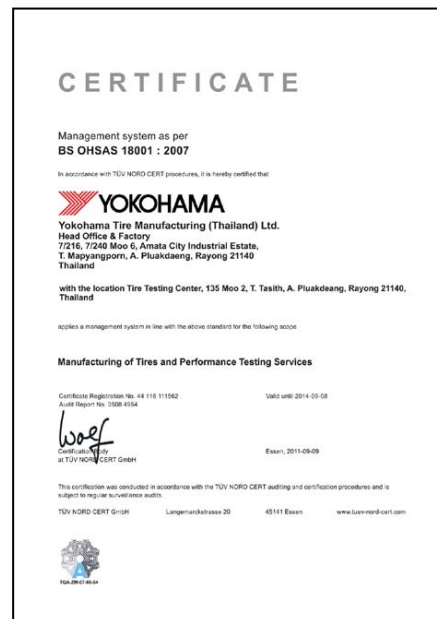 CERTIFICATE
Management system as per
BS OHSAS 18001 : 2007
In accordance with TÜV NORD CERT procedures, it is hereby certified that
YOKOHAMA
Yokohama Tire Manufacturing (Thailand) Ltd.
Head Office & Factory
7/216, 7/240 Moo 6, Amata City Industrial Estate,
T. Mapyangporn, A. Pluakdaeng, Rayong 21140
Thailand
with the location Tire Testing Center, 135 Moo 2, T. Tasith, A. Pluakdeang, Rayong 21140,
Thailand
applies a management system in line with the above standard for the following scope
Manufacturing of Tires and Performance Testing Services
Certificate Registration No. 44 116 111562 Valid until 2014-09-08
Audit Report No. 3508 4954
Certification Body Essen, 2011-09-09
at TÜV NORD CERT GmbH
This certification was conducted in accordance with the TÜV NORD CERT auditing and certification procedures and is
subject to regular surveillance audits.
TÜV NORD CERT GmbH Langemarckstrasse 20 45141 Essen www.tuev-nord-cert.com
TGA-ZM-07-06-04